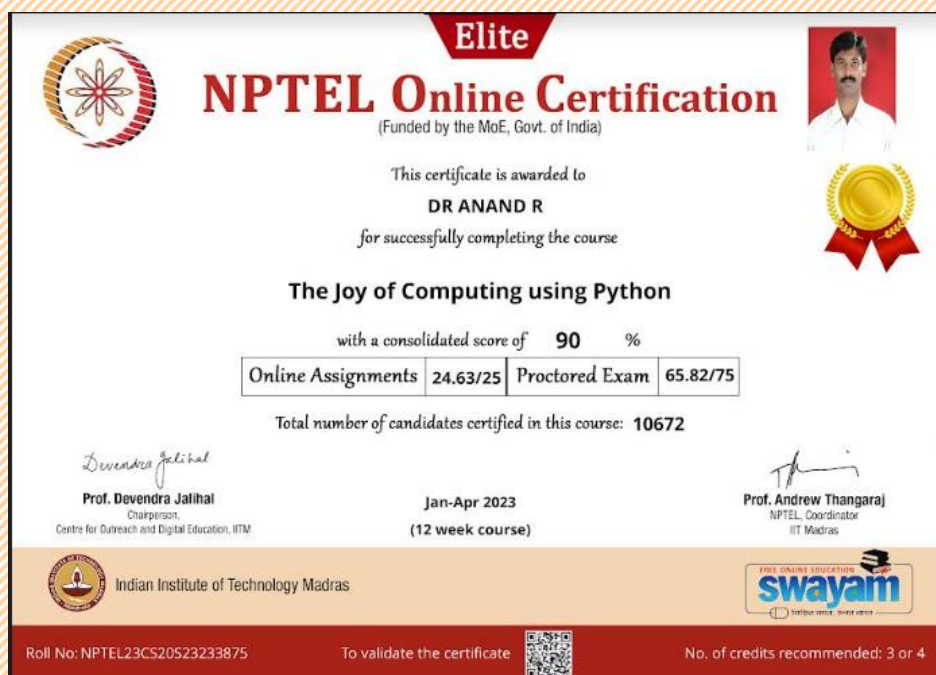 Elite
NPTEL Online Certification
(Funded by the MoE, Govt. of India)
This certificate is awarded to
DR ANAND R
for successfully completing the course
The Joy of Computing using Python
with a consolidated score of 90 %
Online Assignments 24.63/25 Proctored Exam 65.82/75
Total number of candidates certified in this course: 10672
Devendra Jalihal
Prof. Devendra Jalihal
Chairperson,
Centre for Outreach and Digital Education, IITM
Jan-Apr 2023
(12 week course)
Prof. Andrew Thangaraj
NPTEL, Coordinator
IIT Madras
Indian Institute of Technology Madras
FREE ONLINE EDUCATION
swayam
Roll No: NPTEL23CS20S23233875
To validate the certificate
No. of credits recommended: 3 or 4